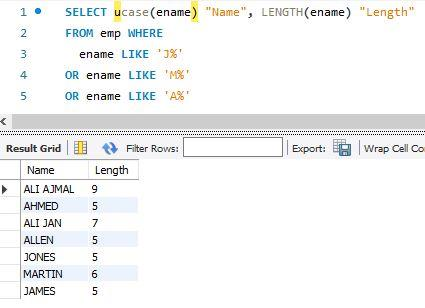 1 SELECT ucase(ename) "Name", LENGTH(ename) "Length"
2 FROM emp WHERE
3 ename LIKE 'J%'
4 OR ename LIKE 'M%'
5 OR ename LIKE 'A%'
Result Grid Filter Rows: Export: Wrap Cell Con
Name Length
ALI AJMAL 9
AHMED 5
ALI JAN 7
ALLEN 5
JONES 5
MARTIN 6
JAMES 5